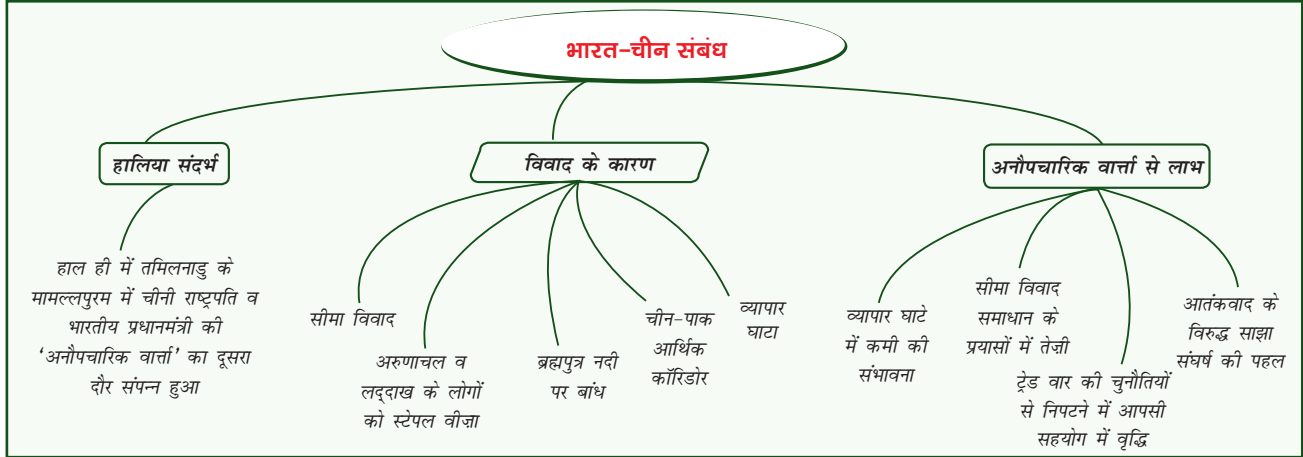 भारत-चीन संबंध
हालिया संदर्भ
हाल ही में तमिलनाडु के
मामल्लपुरम में चीनी राष्ट्रपति व
भारतीय प्रधानमंत्री की
‘अनौपचारिक वार्त्ता’ का दूसरा
दौर संपन्न हुआ
विवाद के कारण
सीमा विवाद
अरुणाचल व
लद्दाख के लोगों
को स्टेपल वीज़ा
ब्रह्मपुत्र नदी
पर बांध
चीन-पाक
आर्थिक
कॉरिडोर
व्यापार
घाटा
अनौपचारिक वार्त्ता से लाभ
व्यापार घाटे
में कमी की
संभावना
सीमा विवाद
समाधान के
प्रयासों में तेज़ी
ट्रेड वार की चुनौतियों
से निपटने में आपसी
सहयोग में वृद्धि
आतंकवाद के
विरुद्ध साझा
संघर्ष की पहल